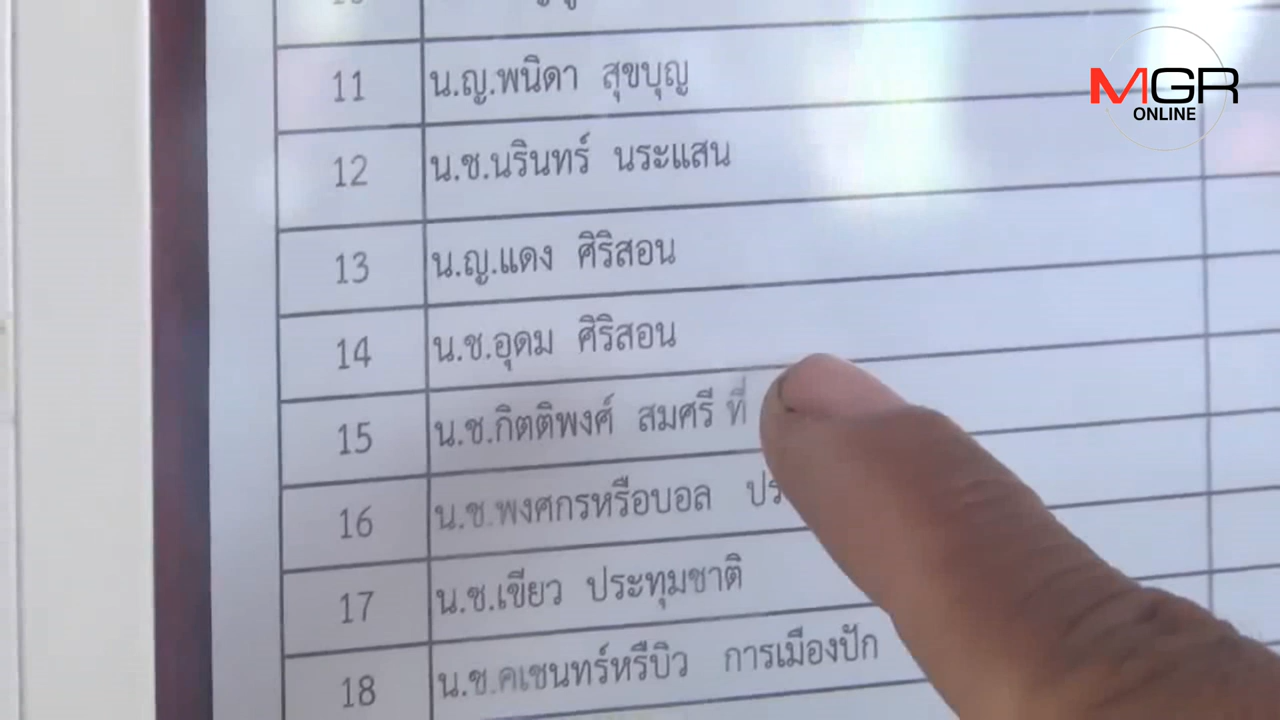 MGR
ONLINE
11 น.ญ.พนิดา สุขบุญ
12 น.ช.นรินทร์ นระแสน
13 น.ญ.แดง ศิริสอน
14 น.ช.อุดม ศิริสอน
15 น.ช.กิตติพงศ์ สมศรี ที่
16 น.ช.พงศกรหรือบอล
17 น.ช.เขียว ประทุมชาติ
18 น.ช.คเชนทร์หรืบิว การเมืองปัก